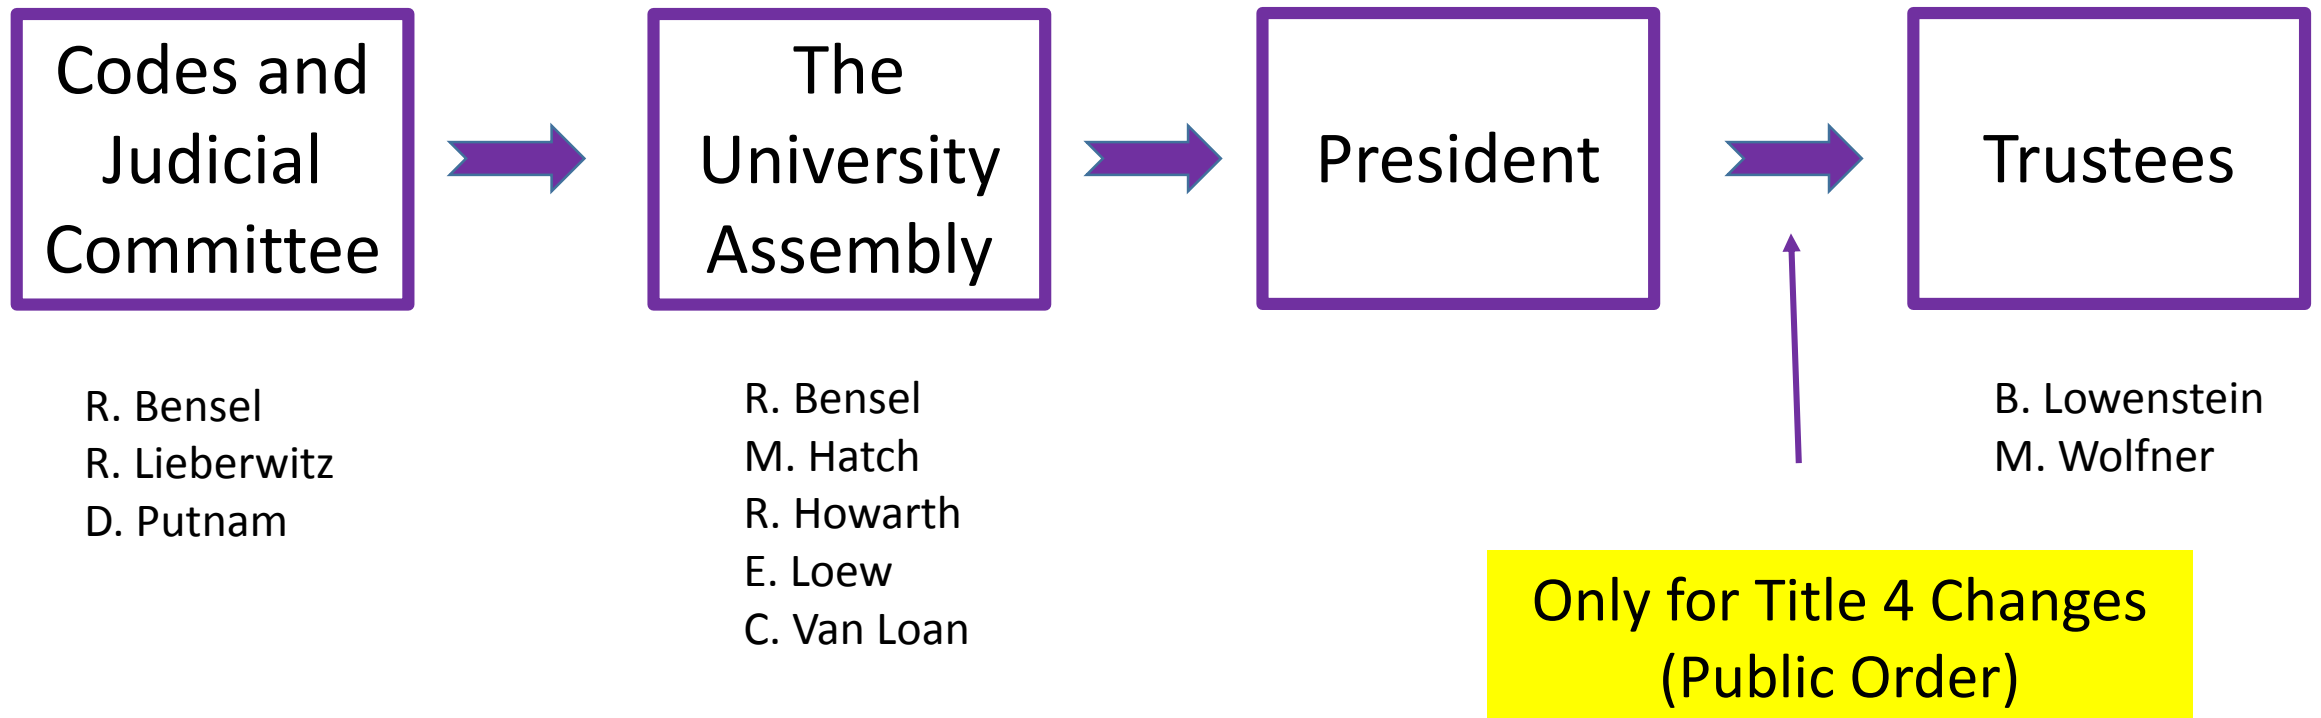 Codes and
Judicial
Committee
The
University
Assembly
President
Trustees
R. Bensel
R. Lieberwitz
D. Putnam
R. Bensel
M. Hatch
R. Howarth
E. Loew
C. Van Loan
B. Lowenstein
M. Wolfner
Only for Title 4 Changes
(Public Order)